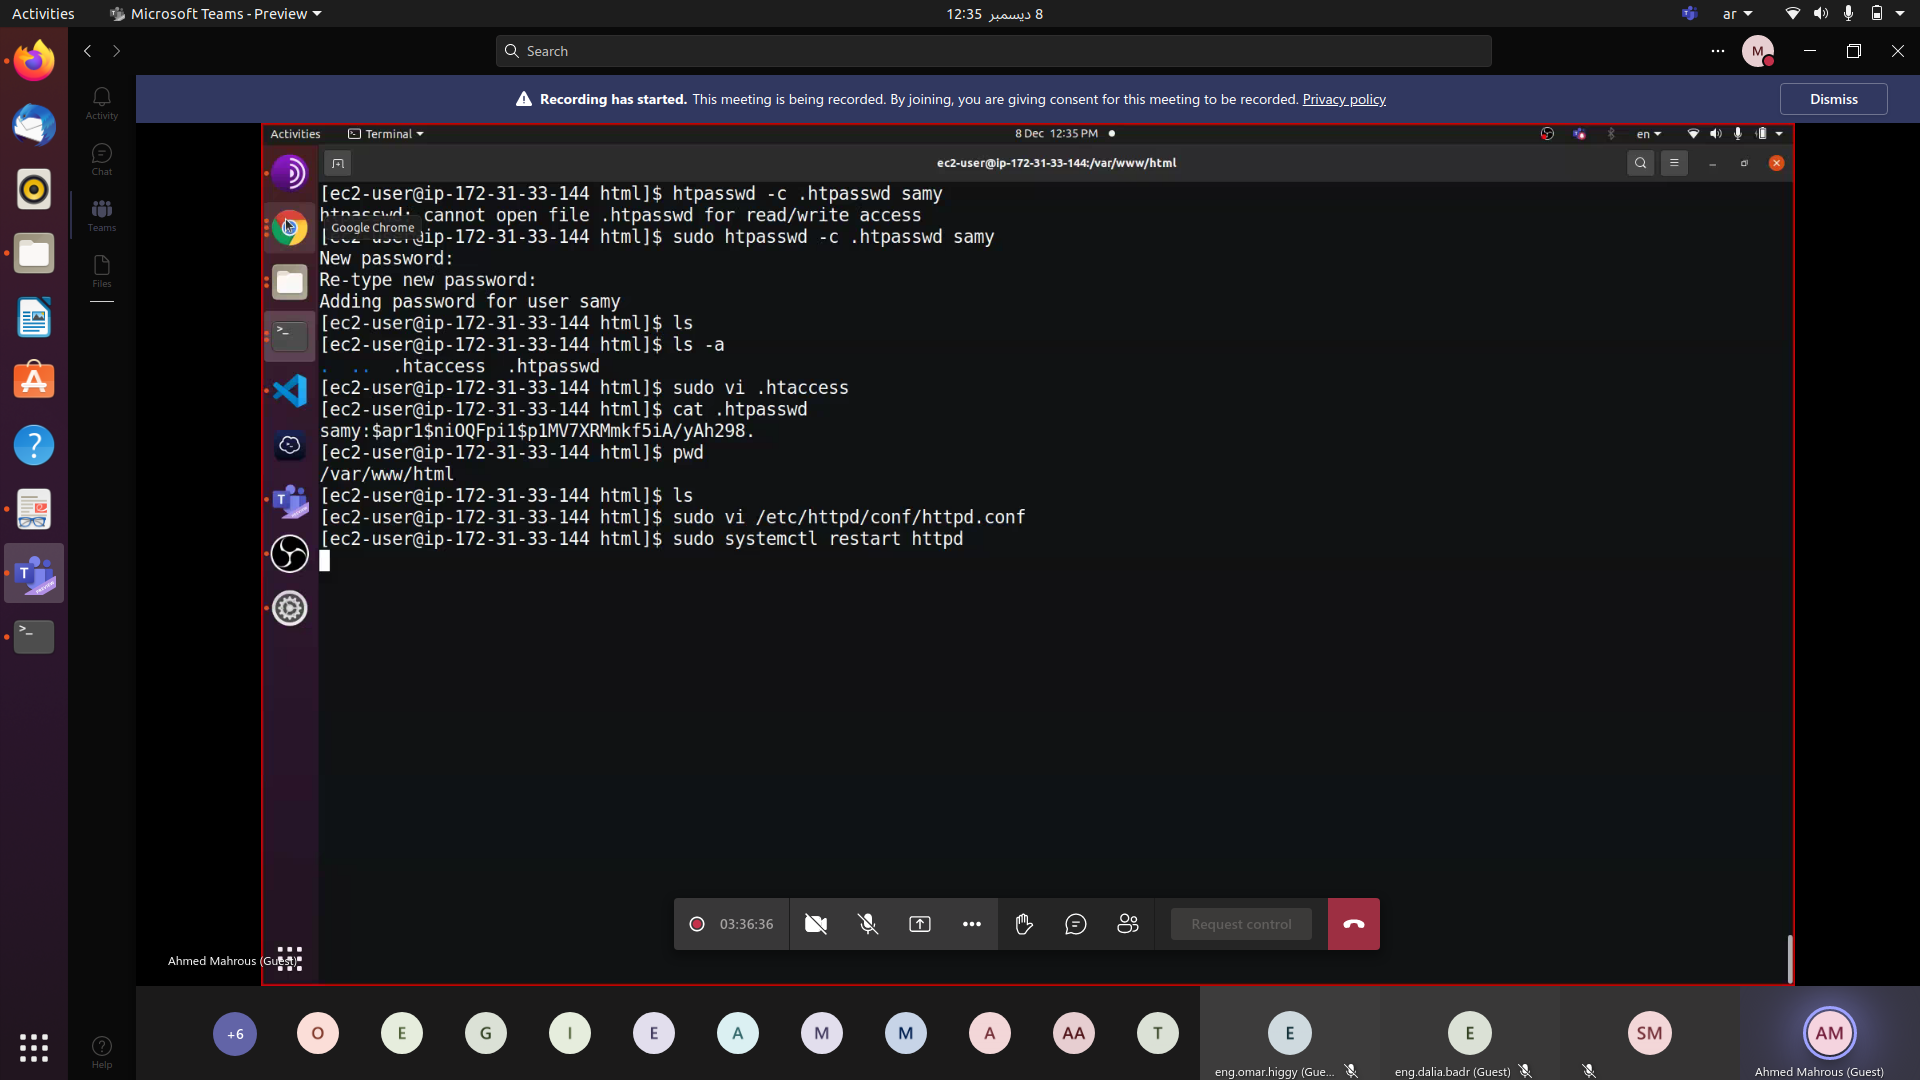 Activities
Microsoft Teams - Preview
8 ديسمبر 12:35
ar
Search
M
Activity
Chat
Teams
Files
Help
Recording has started. This meeting is being recorded. By joining, you are giving consent for this meeting to be recorded. Privacy policy
Dismiss
Activities
Terminal
8 Dec 12:35 PM
en
ec2-user@ip-172-31-33-144:/var/www/html
[ec2-user@ip-172-31-33-144 html]$ htpasswd -c .htpasswd samy
htpasswd: cannot open file .htpasswd for read/write access
Google Chrome
[ec2-user@ip-172-31-33-144 html]$ sudo htpasswd -c .htpasswd samy
New password:
Re-type new password:
Adding password for user samy
[ec2-user@ip-172-31-33-144 html]$ ls
[ec2-user@ip-172-31-33-144 html]$ ls -a
. .. .htaccess .htpasswd
[ec2-user@ip-172-31-33-144 html]$ sudo vi .htaccess
[ec2-user@ip-172-31-33-144 html]$ cat .htpasswd
samy:$apr1$niOQFpi1$p1MV7XRMmkf5iA/yAh298.
[ec2-user@ip-172-31-33-144 html]$ pwd
/var/www/html
[ec2-user@ip-172-31-33-144 html]$ ls
[ec2-user@ip-172-31-33-144 html]$ sudo vi /etc/httpd/conf/httpd.conf
[ec2-user@ip-172-31-33-144 html]$ sudo systemctl restart httpd
03:36:36
Request control
Ahmed Mahrous (Guest)
+6
O
E
G
I
E
A
M
M
A
AA
T
E
eng.omar.higgy (Gue...
E
eng.dalia.badr (Guest)
SM
AM
Ahmed Mahrous (Guest)